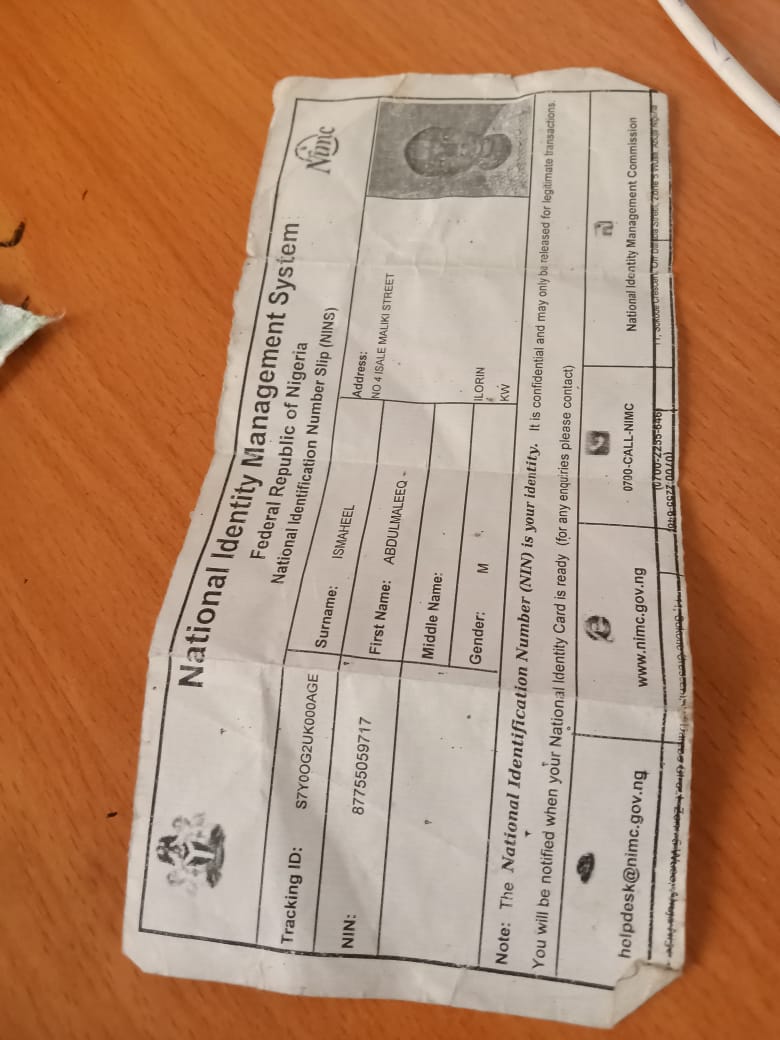 Nimc
National Identity Management System
Federal Republic of Nigeria
National Identification Number Slip (NINS)
Tracking ID: S7Y0OG2UK000AGE
Surname: ISMAHEEL
Address:
NO 4 ISALE MALIKI STREET
NIN: 87755059717
First Name: ABDULMALEEQ
Middle Name:
ILORIN
Gender: M
KW
Note: The National Identification Number (NIN) is your identity. It is confidential and may only be released for legitimate transactions.
You will be notified when your National Identity Card is ready (for any enquiries please contact)
helpdesk@nimc.gov.ng
www.nimc.gov.ng
0700-CALL-NIMC
(0700-2255-646)
National Identity Management Commission
11, Sokode Crescent, Off